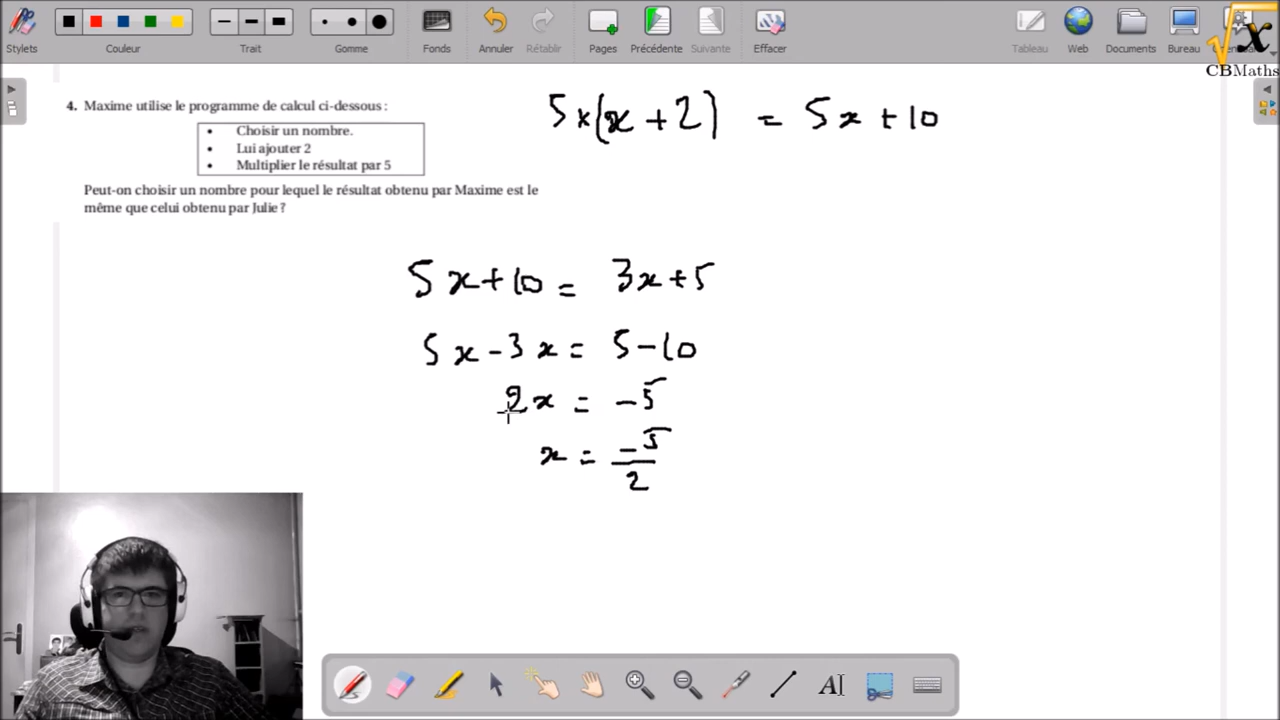 Stylets Couleur Trait Gomme Fonds Annuler Rétablir Pages Précédente Suivante Effacer Tableau Web Documents Bureau
CBMaths
4. Maxime utilise le programme de calcul ci-dessous :
• Choisir un nombre.
• Lui ajouter 2
• Multiplier le résultat par 5
Peut-on choisir un nombre pour lequel le résultat obtenu par Maxime est le
même que celui obtenu par Julie ?
5×(x+2) = 5x+10
5x+10 = 3x+5
5x-3x = 5-10
2x = -5
x = -5/2